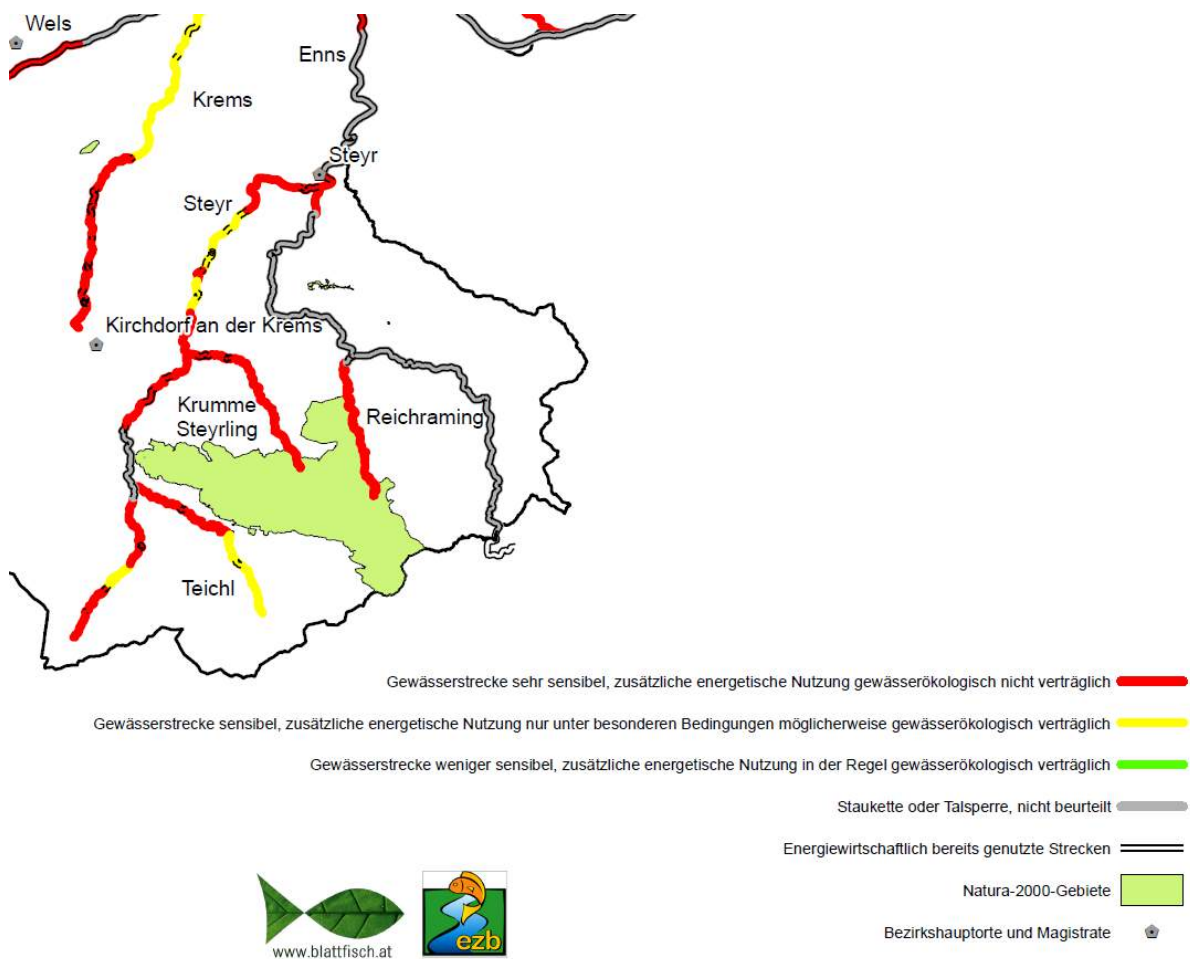 Wels
Enns
Krems
Steyr
Steyr
Kirchdorf an der Krems
Krumme
Steyrling
Reichraming
Teichl
Gewässerstrecke sehr sensibel, zusätzliche energetische Nutzung gewässerökologisch nicht verträglich
Gewässerstrecke sensibel, zusätzliche energetische Nutzung nur unter besonderen Bedingungen möglicherweise gewässerökologisch verträglich
Gewässerstrecke weniger sensibel, zusätzliche energetische Nutzung in der Regel gewässerökologisch verträglich
Staukette oder Talsperre, nicht beurteilt
Energiewirtschaftlich bereits genutzte Strecken
Natura-2000-Gebiete
Bezirkshauptorte und Magistrate
www.blattfisch.at
ezb